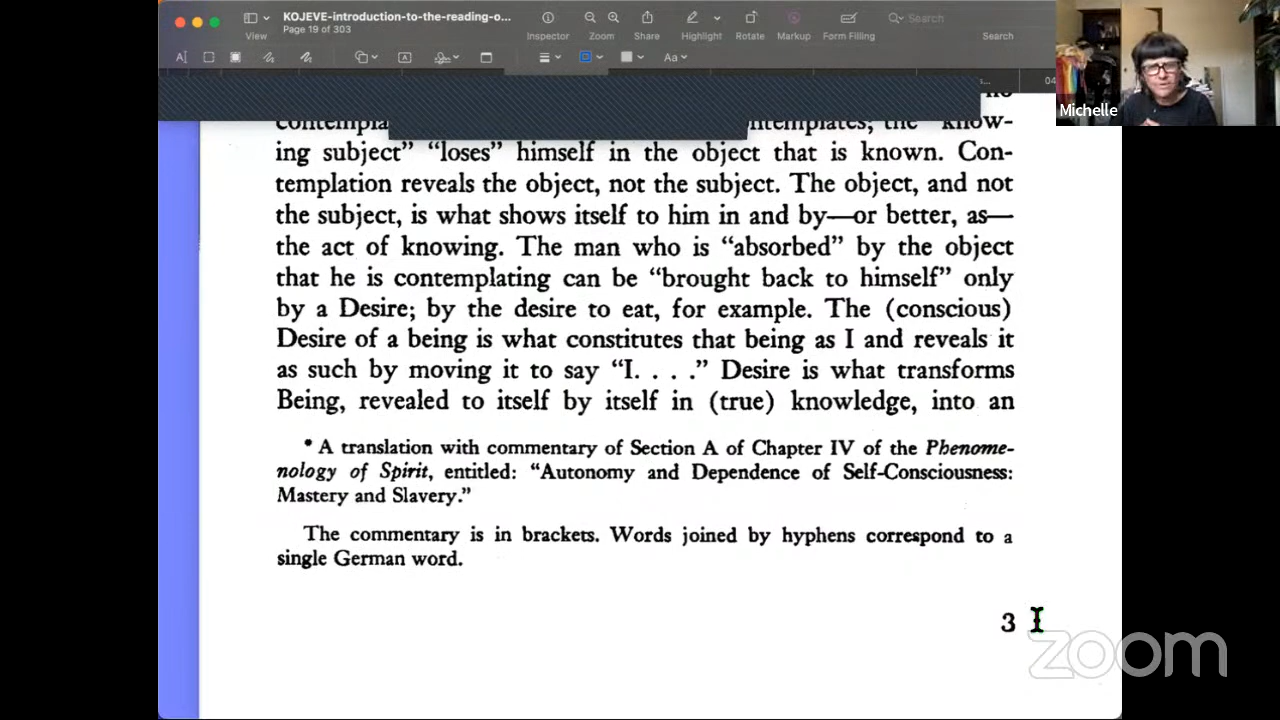 KOJEVE-introduction-to-the-reading-o...
Page 19 of 303
View
Inspector
Zoom
Share
Highlight
Rotate
Markup
Form Filling
Search
Search
Aa
04
Michelle
contempla ntemplates; the "know-
ing subject" "loses" himself in the object that is known. Con-
templation reveals the object, not the subject. The object, and not
the subject, is what shows itself to him in and by—or better, as—
the act of knowing. The man who is "absorbed" by the object
that he is contemplating can be "brought back to himself" only
by a Desire; by the desire to eat, for example. The (conscious)
Desire of a being is what constitutes that being as I and reveals it
as such by moving it to say "I. . . ." Desire is what transforms
Being, revealed to itself by itself in (true) knowledge, into an
* A translation with commentary of Section A of Chapter IV of the Phenome-
nology of Spirit, entitled: "Autonomy and Dependence of Self-Consciousness:
Mastery and Slavery."
The commentary is in brackets. Words joined by hyphens correspond to a
single German word.
3
zoom